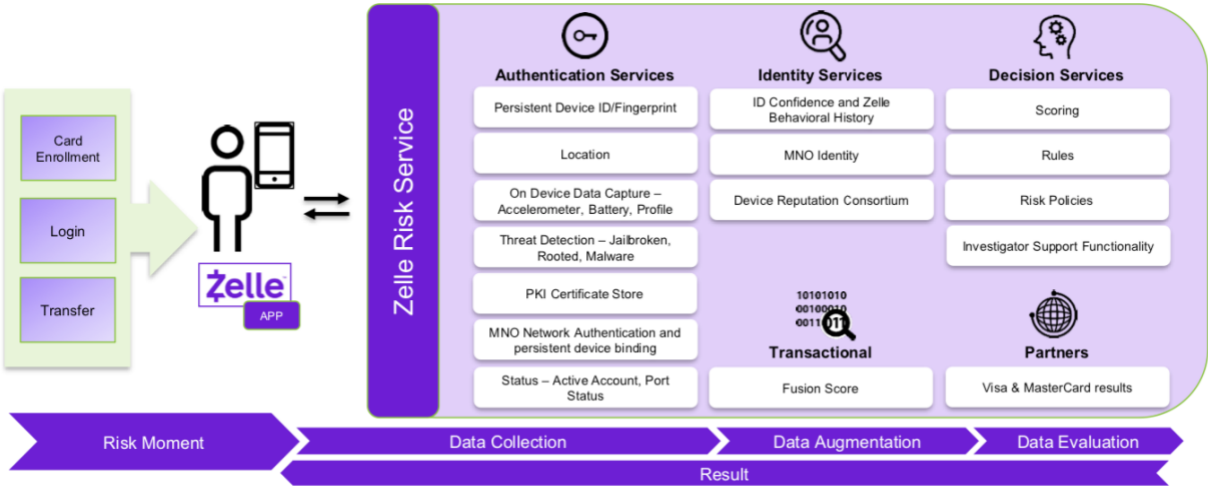 Card
Enrollment
Login
Transfer
Zelle™
APP
Zelle Risk Service
Authentication Services
Persistent Device ID/Fingerprint
Location
On Device Data Capture –
Accelerometer, Battery, Profile
Threat Detection – Jailbroken,
Rooted, Malware
PKI Certificate Store
MNO Network Authentication and
persistent device binding
Status – Active Account, Port
Status
Identity Services
ID Confidence and Zelle
Behavioral History
MNO Identity
Device Reputation Consortium
10101010
00100010
0011011
Transactional
Fusion Score
Decision Services
Scoring
Rules
Risk Policies
Investigator Support Functionality
Partners
Visa & MasterCard results
Risk Moment
Data Collection
Data Augmentation
Data Evaluation
Result